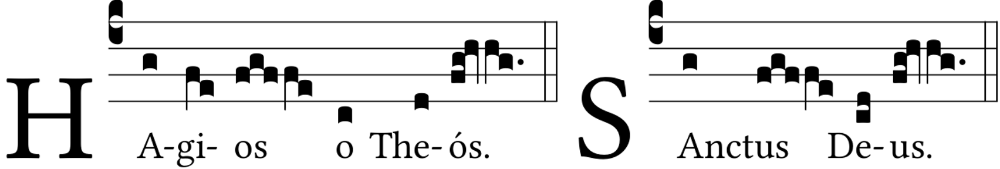 HA-gi- os o The- ós. SAnctus De- us.